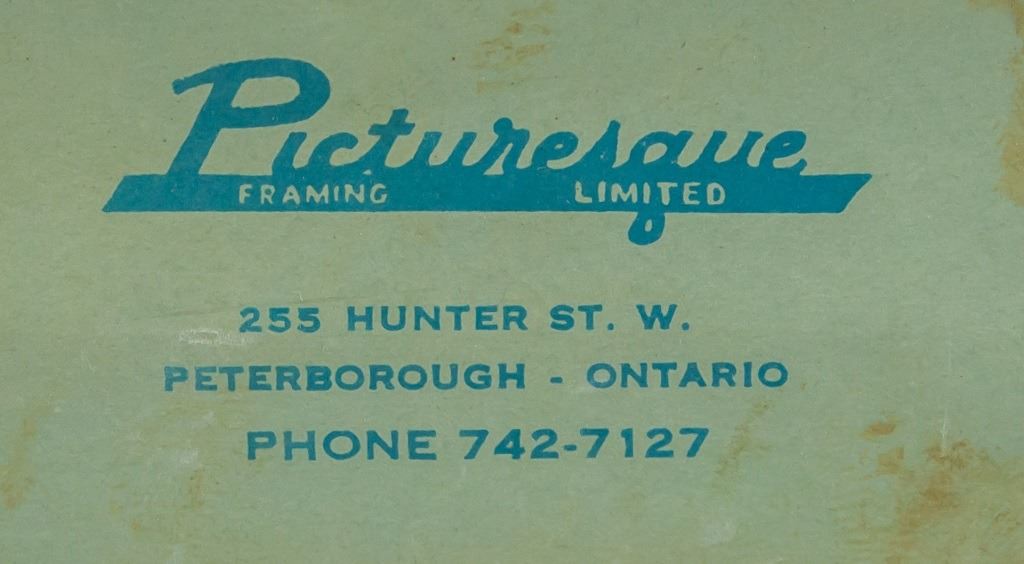 Picturesque
FRAMING LIMITED
255 HUNTER ST. W.
PETERBOROUGH - ONTARIO
PHONE 742-7127